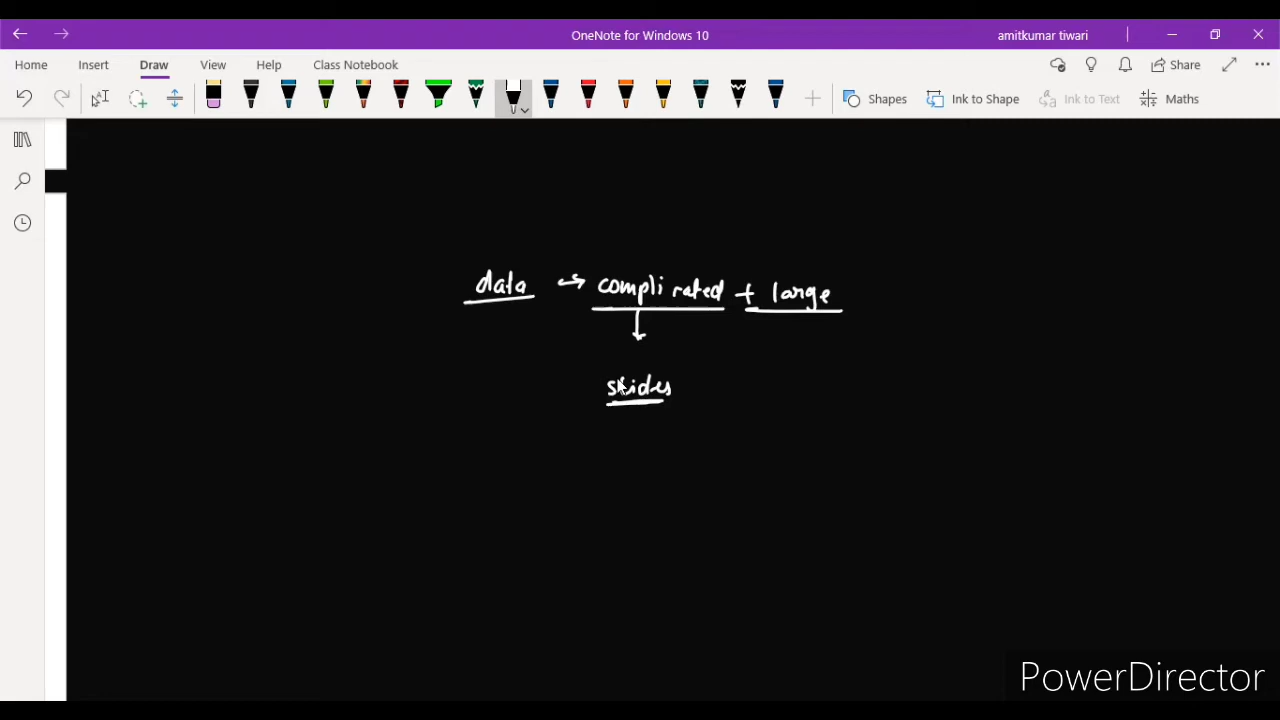 OneNote for Windows 10
amitkumar tiwari
Home Insert Draw View Help Class Notebook
Share
Shapes
Ink to Shape
Ink to Text
Maths
data → complicated + large
slides
PowerDirector